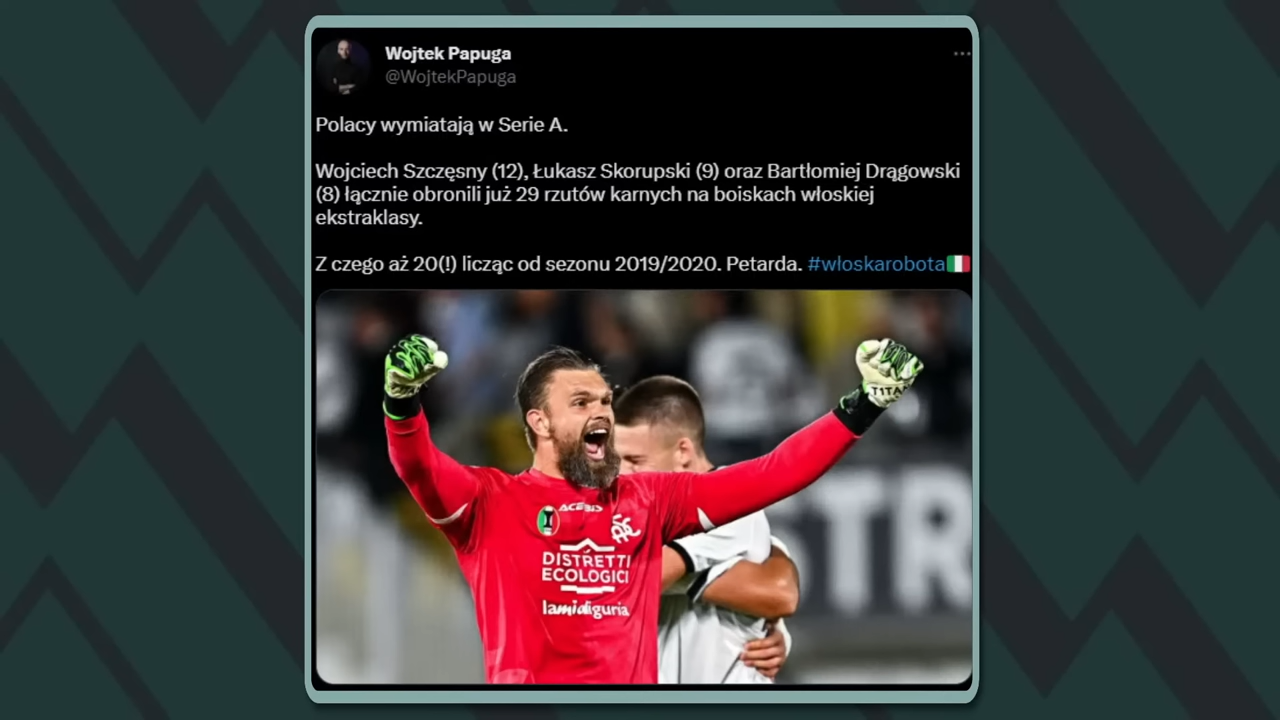 Wojtek Papuga
@WojtekPapuga
Polacy wymiatają w Serie A.
Wojciech Szczęsny (12), Łukasz Skorupski (9) oraz Bartłomiej Drągowski
(8) łącznie obronili już 29 rzutów karnych na boiskach włoskiej
ekstraklasy.
Z czego aż 20(!) licząc od sezonu 2019/2020. Petarda. #włoskarobota🇮🇹
TITAN
ACERBIS
DISTRETTI
ECOLOGICI
lamialiguria
STR